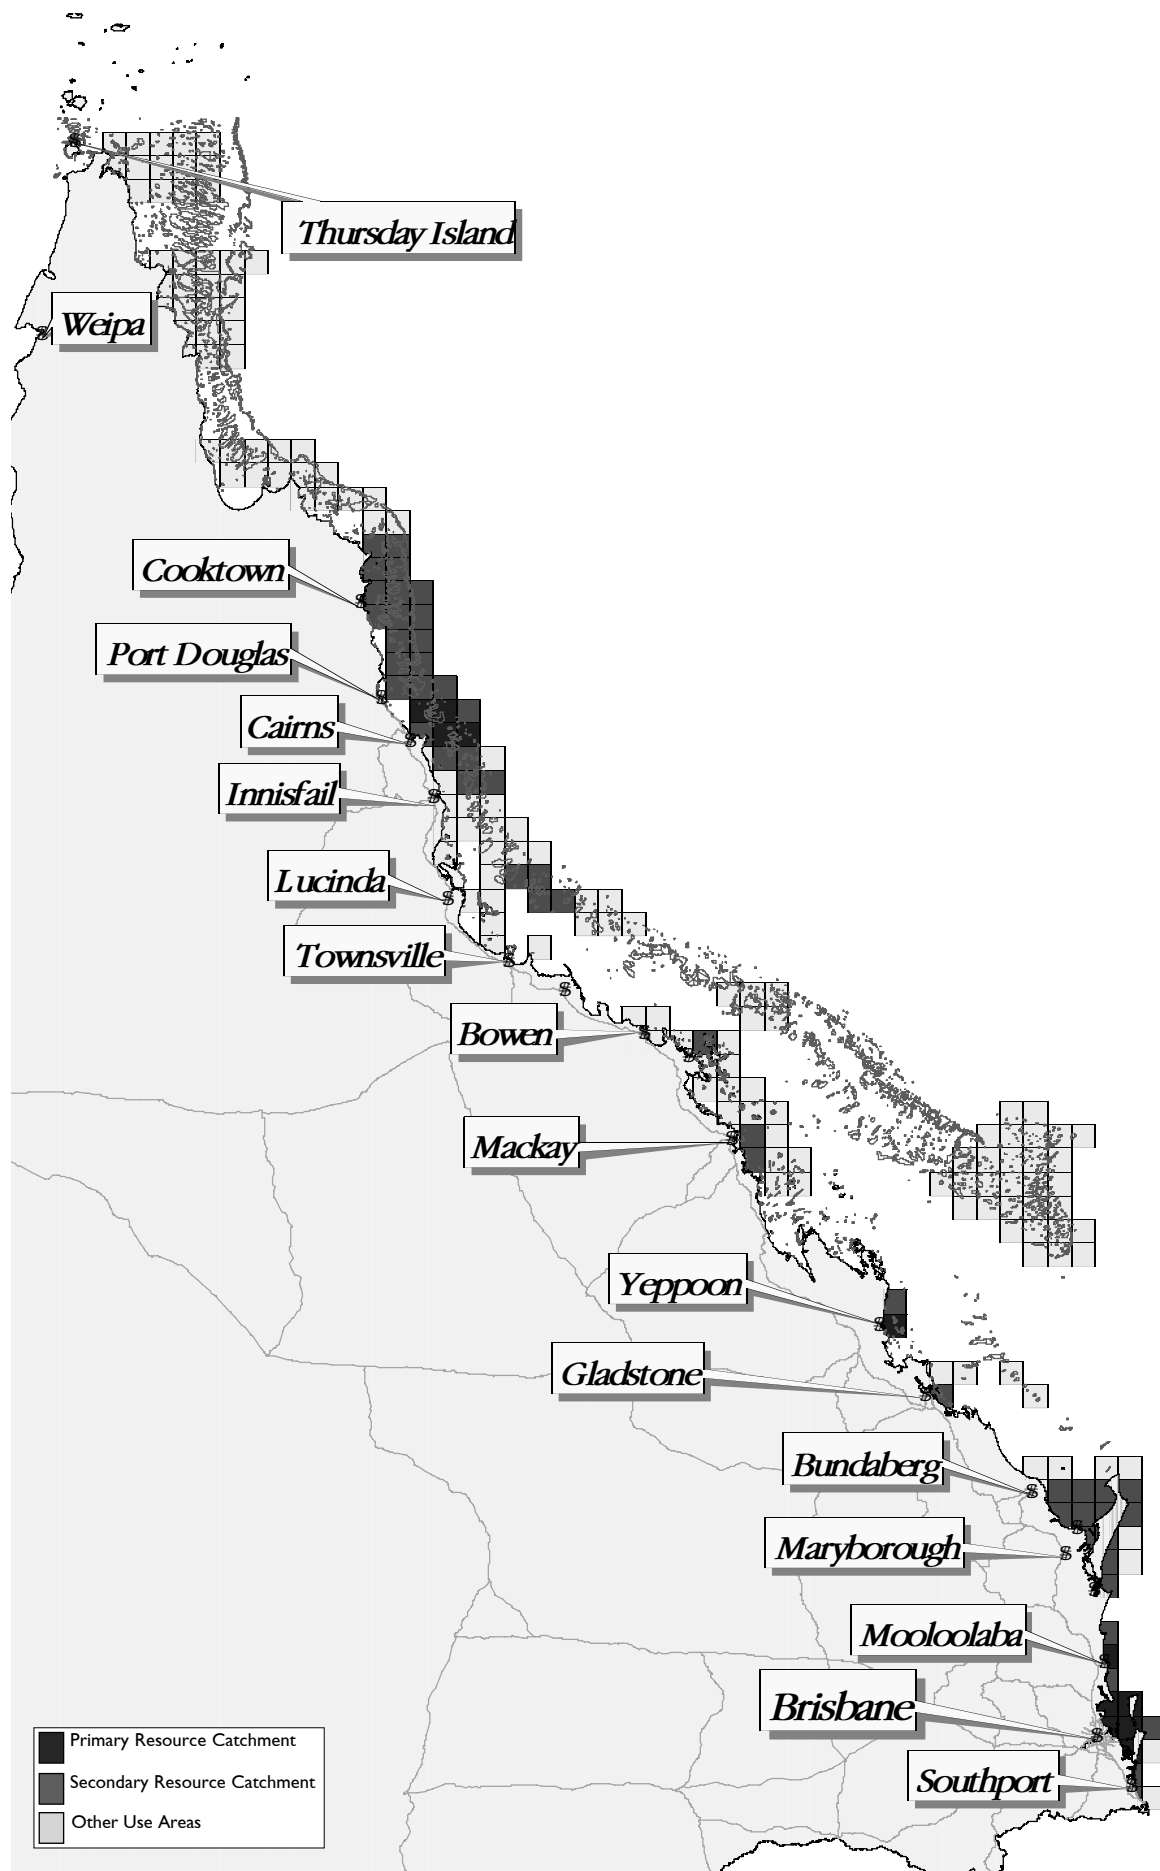 Thursday Island
Weipa
Cooktown
Port Douglas
Cairns
Innisfail
Lucinda
Townsville
Bowen
Mackay
Yeppoon
Gladstone
Bundaberg
Maryborough
Mooloolaba
Brisbane
Southport
Primary Resource Catchment
Secondary Resource Catchment
Other Use Areas